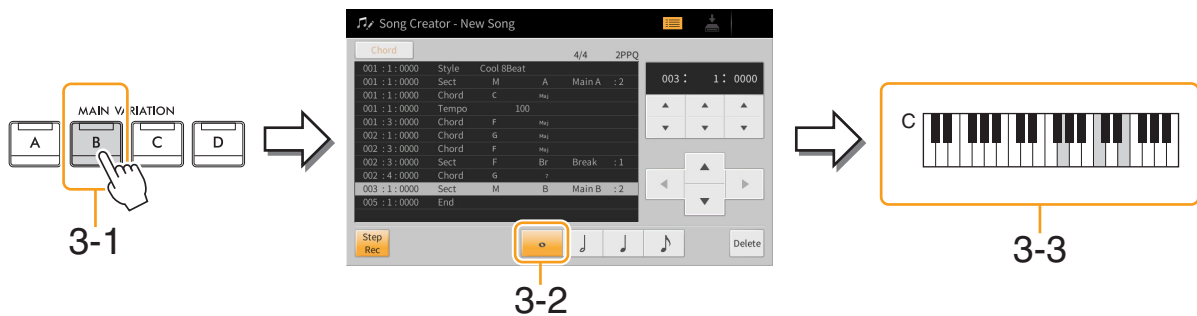 MAIN VARIATION
A B C D
3-1
Song Creator - New Song
Chord 4/4 2PPQ
001 : 1 : 0000 Style Cool 8Beat
001 : 1 : 0000 Sect M A Main A : 2
001 : 1 : 0000 Chord C Maj
001 : 1 : 0000 Tempo 100
001 : 3 : 0000 Chord F Maj
002 : 1 : 0000 Chord G Maj
002 : 3 : 0000 Chord F Maj
002 : 3 : 0000 Sect F Br Break : 1
002 : 4 : 0000 Chord G 7
003 : 1 : 0000 Sect M B Main B : 2
005 : 1 : 0000 End
003 : 1 : 0000
Step
Rec
Delete
3-2
C
3-3